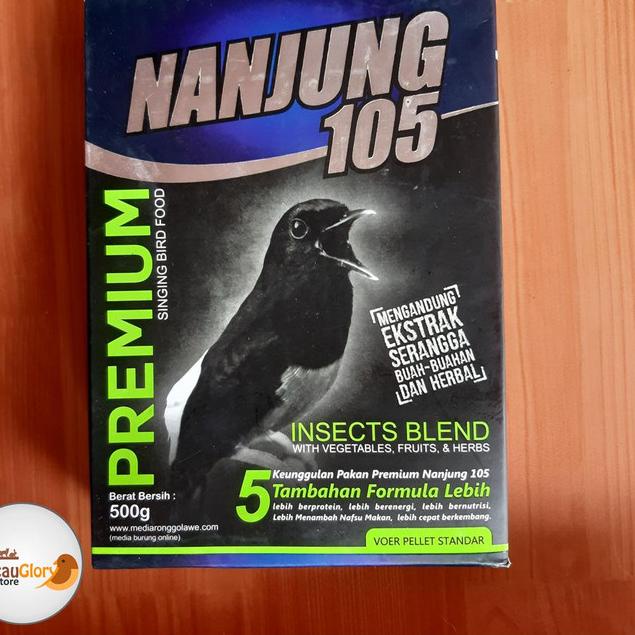 NANJUNG
105
PREMIUM
SINGING BIRD FOOD
MENGANDUNG
EKSTRAK
SERANGGA
BUAH-BUAHAN
DAN HERBAL
INSECTS BLEND
WITH VEGETABLES, FRUITS, & HERBS
5
Keunggulan Pakan Premium Nanjung 105
Tambahan Formula Lebih
lebih berprotein, lebih berenergi, lebih bernutrisi,
Lebih Menambah Nafsu Makan, lebih cepat berkembang.
Berat Bersih :
500g
www.mediaronggolawe.com
(media burung online)
VOER PELLET STANDAR
cauGlory
tore